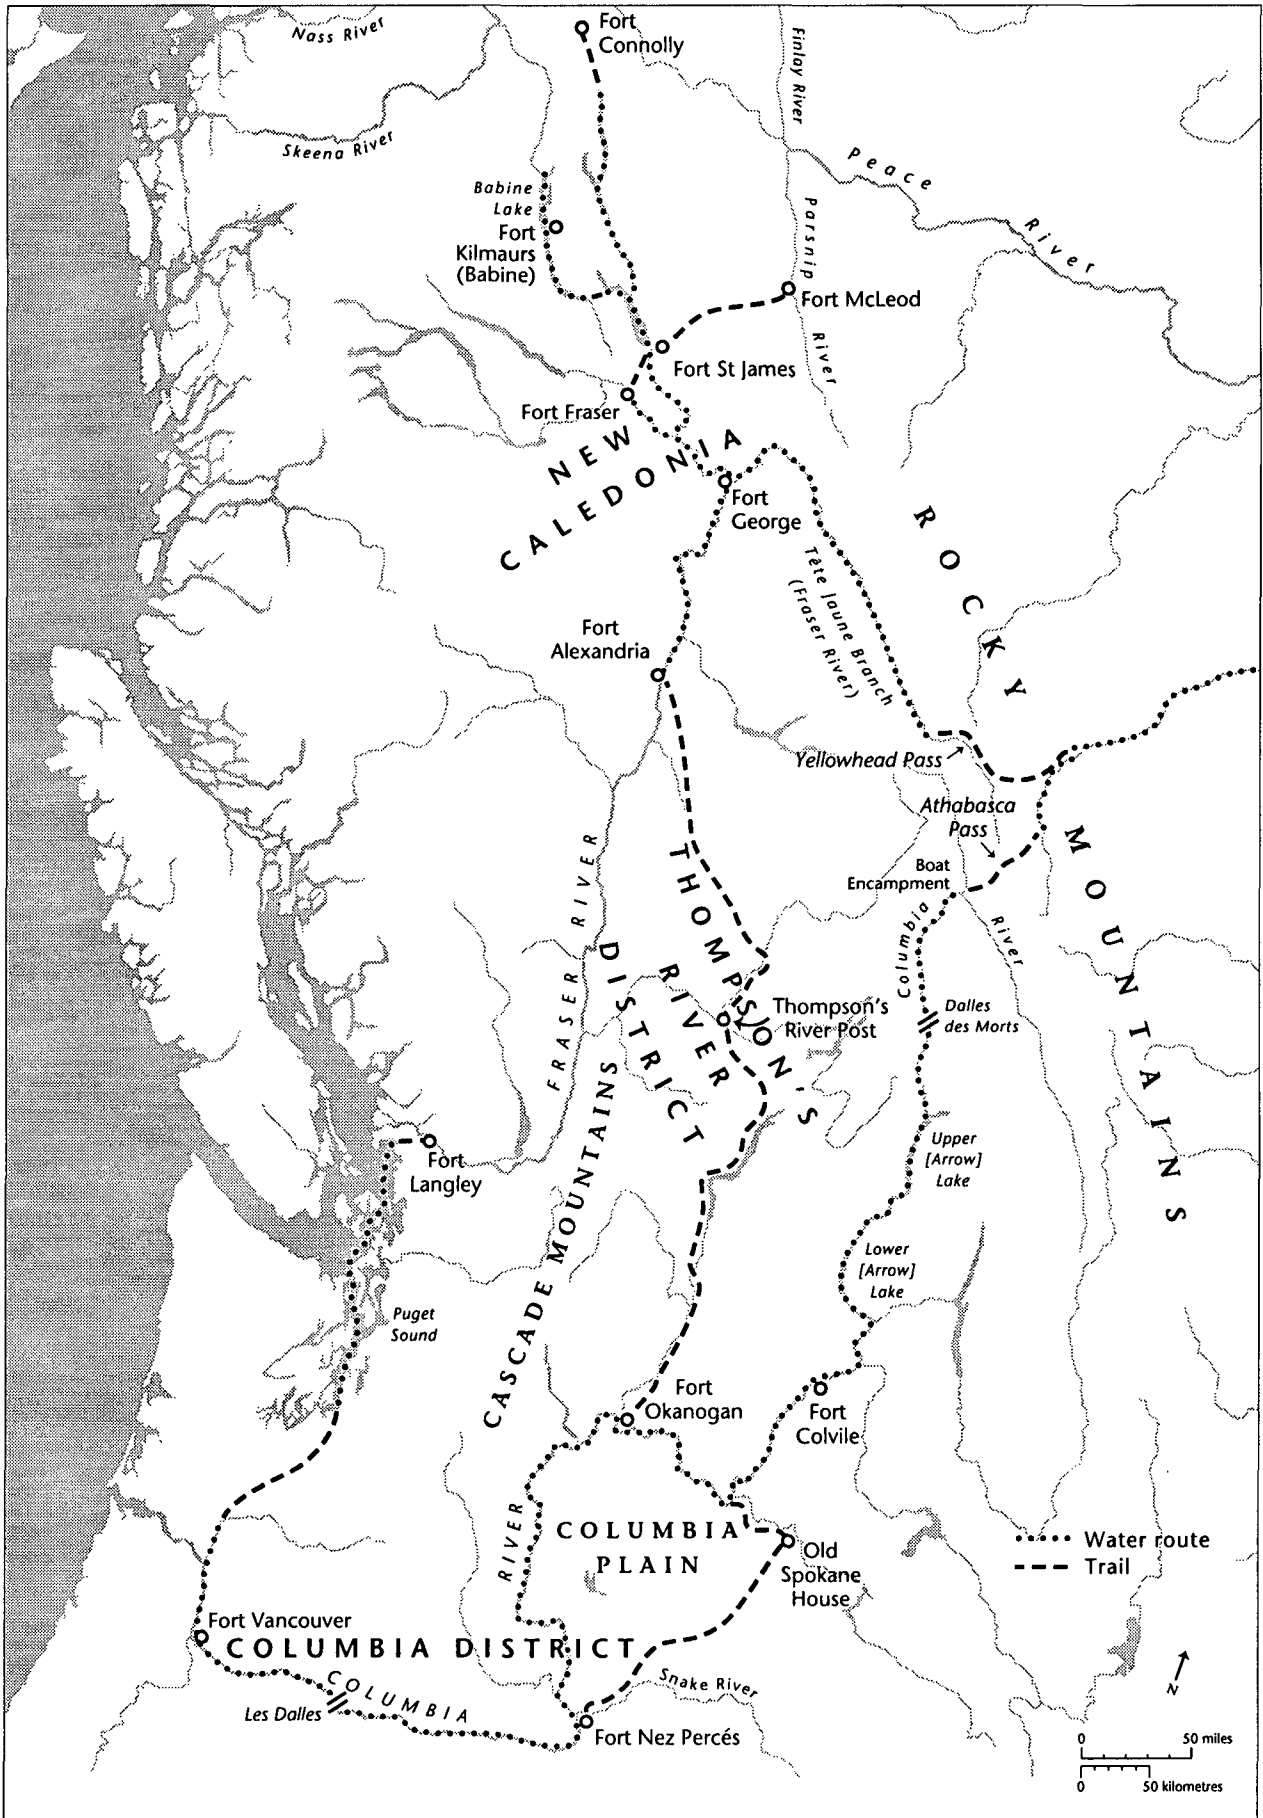 Nass River
Fort
Connolly
Finlay River
Skeena River
Peace
River
Babine
Lake
Fort
Kilmaurs
(Babine)
Parsnip
River
Fort McLeod
Fort St James
Fort Fraser
NEW
CALEDONIA
Fort
George
ROCKY
MOUNTAINS
Tête Jaune Branch
(Fraser River)
Fort
Alexandria
Yellowhead Pass
Athabasca
Pass
Boat
Encampment
THOMPSON'S
RIVER
DISTRICT
FRASER RIVER
Columbia
River
Thompson's
River Post
Dalles
des Morts
CASCADE MOUNTAINS
Fort
Langley
Upper
[Arrow]
Lake
Lower
[Arrow]
Lake
Puget
Sound
Fort
Okanogan
Fort
Colvile
RIVER
COLUMBIA
PLAIN
Old
Spokane
House
Water route
Trail
Fort Vancouver
COLUMBIA DISTRICT
COLUMBIA
Les Dalles
Snake River
Fort Nez Percés
N
0 50 miles
0 50 kilometres